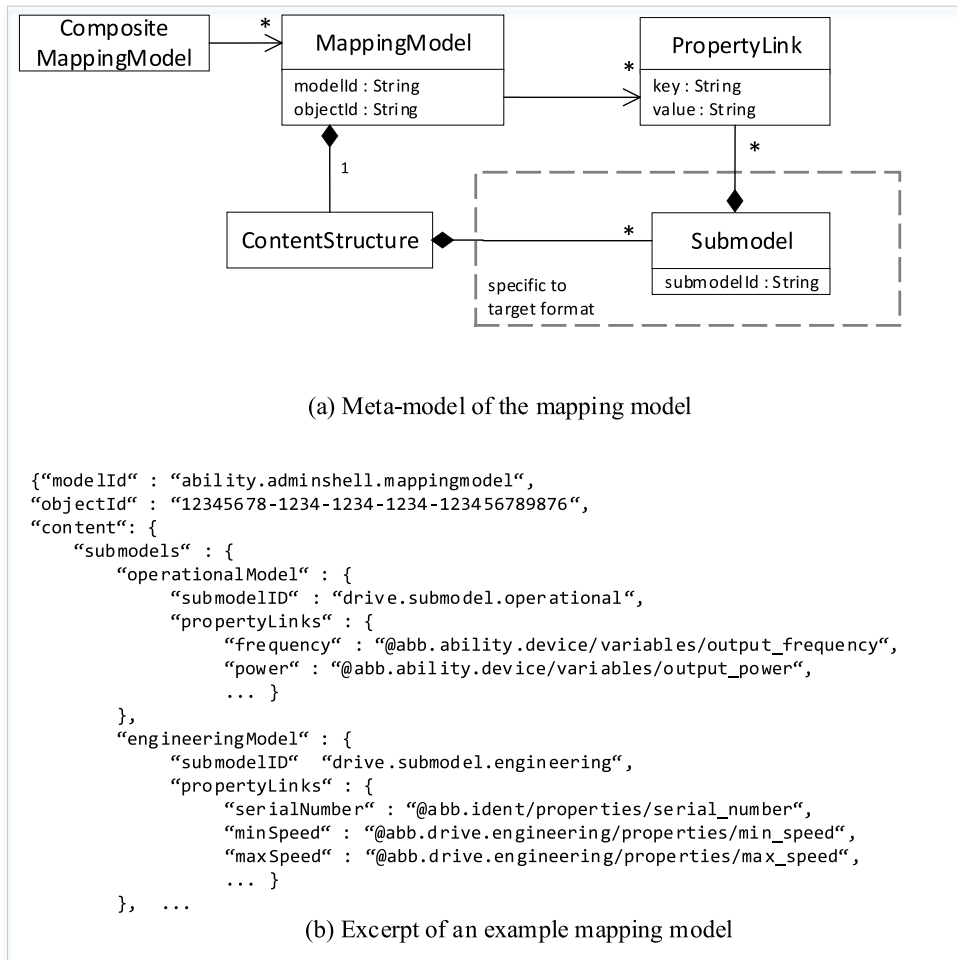 Composite
MappingModel
*
MappingModel
modelId : String
objectId : String
*
PropertyLink
key : String
value : String
1
*
ContentStructure
*
Submodel
submodelId : String
specific to
target format
(a) Meta-model of the mapping model
{“modelId“ : “ability.adminshell.mappingmodel“,
“objectId“ : “12345678-1234-1234-1234-123456789876“,
“content“: {
“submodels“ : {
“operationalModel“ : {
“submodelID“ : “drive.submodel.operational“,
“propertyLinks“ : {
“frequency“ : “@abb.ability.device/variables/output_frequency“,
“power“ : “@abb.ability.device/variables/output_power“,
... }
},
“engineeringModel“ : {
“submodelID“ “drive.submodel.engineering“,
“propertyLinks“ : {
“serialNumber“ : “@abb.ident/properties/serial_number“,
“minSpeed“ : “@abb.drive.engineering/properties/min_speed“,
“maxSpeed“ : “@abb.drive.engineering/properties/max_speed“,
... }
}, ...
(b) Excerpt of an example mapping model